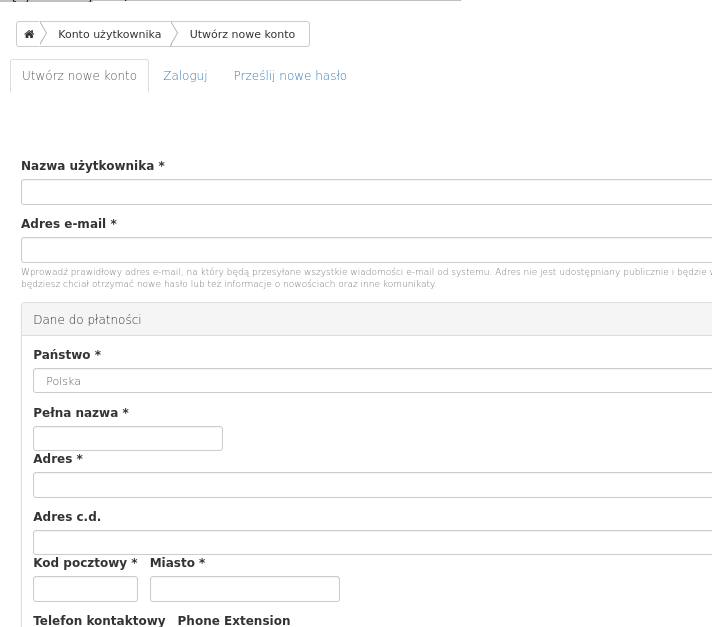 Konto użytkownika Utwórz nowe konto
Utwórz nowe konto Zaloguj Prześlij nowe hasło
Nazwa użytkownika *
Adres e-mail *
Wprowadź prawidłowy adres e-mail, na który będą przesyłane wszystkie wiadomości e-mail od systemu. Adres nie jest udostępniany publicznie i będzie
będziesz chciał otrzymać nowe hasło lub też informacje o nowościach oraz inne komunikaty.
Dane do płatności
Państwo *
Polska
Pełna nazwa *
Adres *
Adres c.d.
Kod pocztowy * Miasto *
Telefon kontaktowy Phone Extension